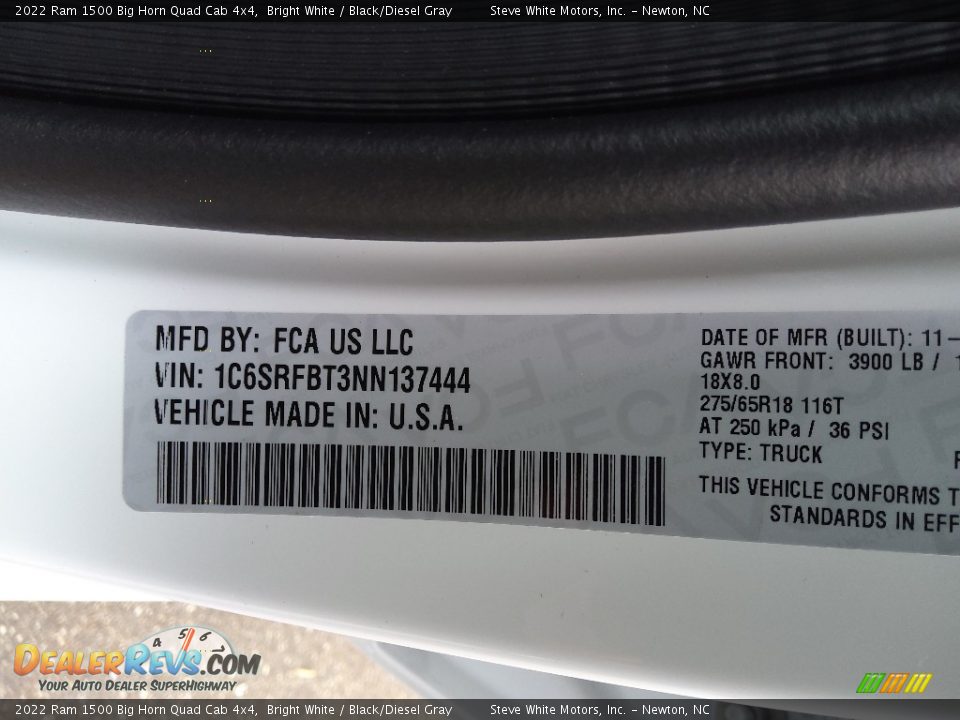 2022 Ram 1500 Big Horn Quad Cab 4x4, Bright White / Black/Diesel Gray Steve White Motors, Inc. - Newton, NC
MFD BY: FCA US LLC
VIN: 1C6SRFBT3NN137444
VEHICLE MADE IN: U.S.A.
DATE OF MFR (BUILT): 11-
GAWR FRONT: 3900 LB /
18X8.0
275/65R18 116T
AT 250 kPa / 36 PSI
TYPE: TRUCK
THIS VEHICLE CONFORMS T
STANDARDS IN EFF
4 5 6
DEALERREVS.COM
YOUR AUTO DEALER SUPERHIGHWAY
2022 Ram 1500 Big Horn Quad Cab 4x4, Bright White / Black/Diesel Gray Steve White Motors, Inc. - Newton, NC